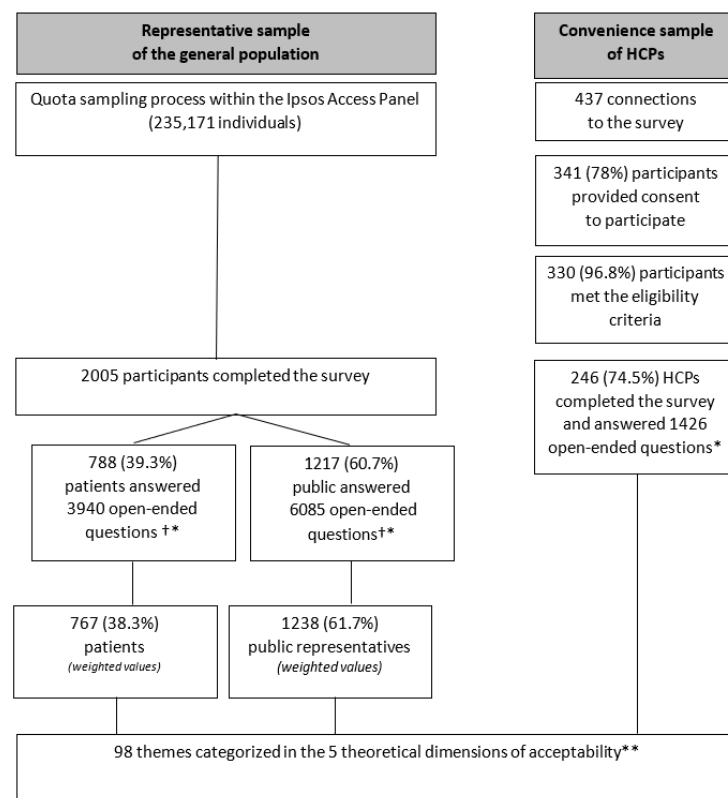 Representative sample
of the general population
Quota sampling process within the Ipsos Access Panel
(235,171 individuals)
2005 participants completed the survey
788 (39.3%)
patients answered
3940 open-ended
questions †*
1217 (60.7%)
public answered
6085 open-ended
questions†*
767 (38.3%)
patients
(weighted values)
1238 (61.7%)
public representatives
(weighted values)
Convenience sample
of HCPs
437 connections
to the survey
341 (78%) participants
provided consent
to participate
330 (96.8%) participants
met the eligibility
criteria
246 (74.5%) HCPs
completed the survey
and answered 1426
open-ended questions*
98 themes categorized in the 5 theoretical dimensions of acceptability**